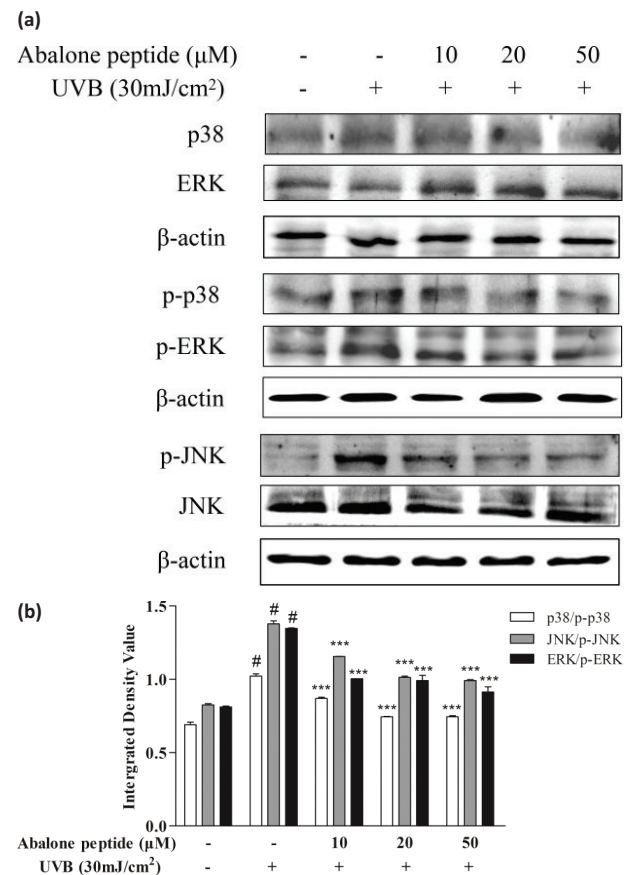 (a)
Abalone peptide (μM) - - 10 20 50
UVB (30mJ/cm²) - + + + +
p38
ERK
β-actin
p-p38
p-ERK
β-actin
p-JNK
JNK
β-actin
(b)
Intergrated Density Value
1.5
1.0
0.5
0.0
# # #
*** *** ***
*** *** ***
*** *** ***
p38/p-p38
JNK/p-JNK
ERK/p-ERK
Abalone peptide (μM) - - 10 20 50
UVB (30mJ/cm²) - + + + +